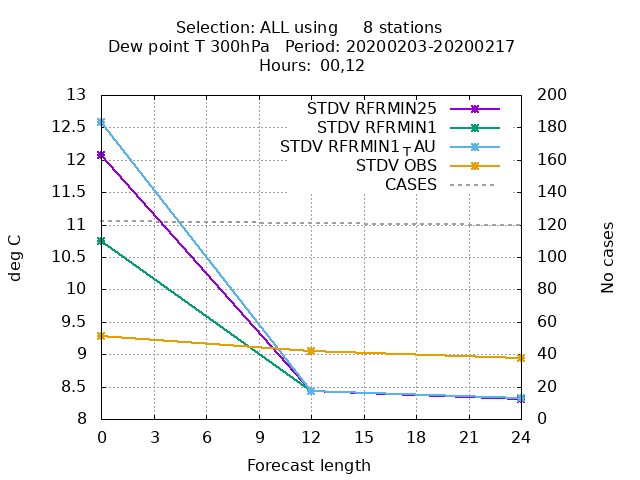 Selection: ALL using     8 stations
Dew point T 300hPa   Period: 20200203-20200217
Hours:  00,12
STDV RFRMIN25
STDV RFRMIN1
STDV RFRMIN1┬AU
STDV OBS
CASES
13
12.5
12
11.5
11
10.5
10
9.5
9
8.5
8
200
180
160
140
120
100
80
60
40
20
0
deg C
No cases
0 3 6 9 12 15 18 21 24
Forecast length